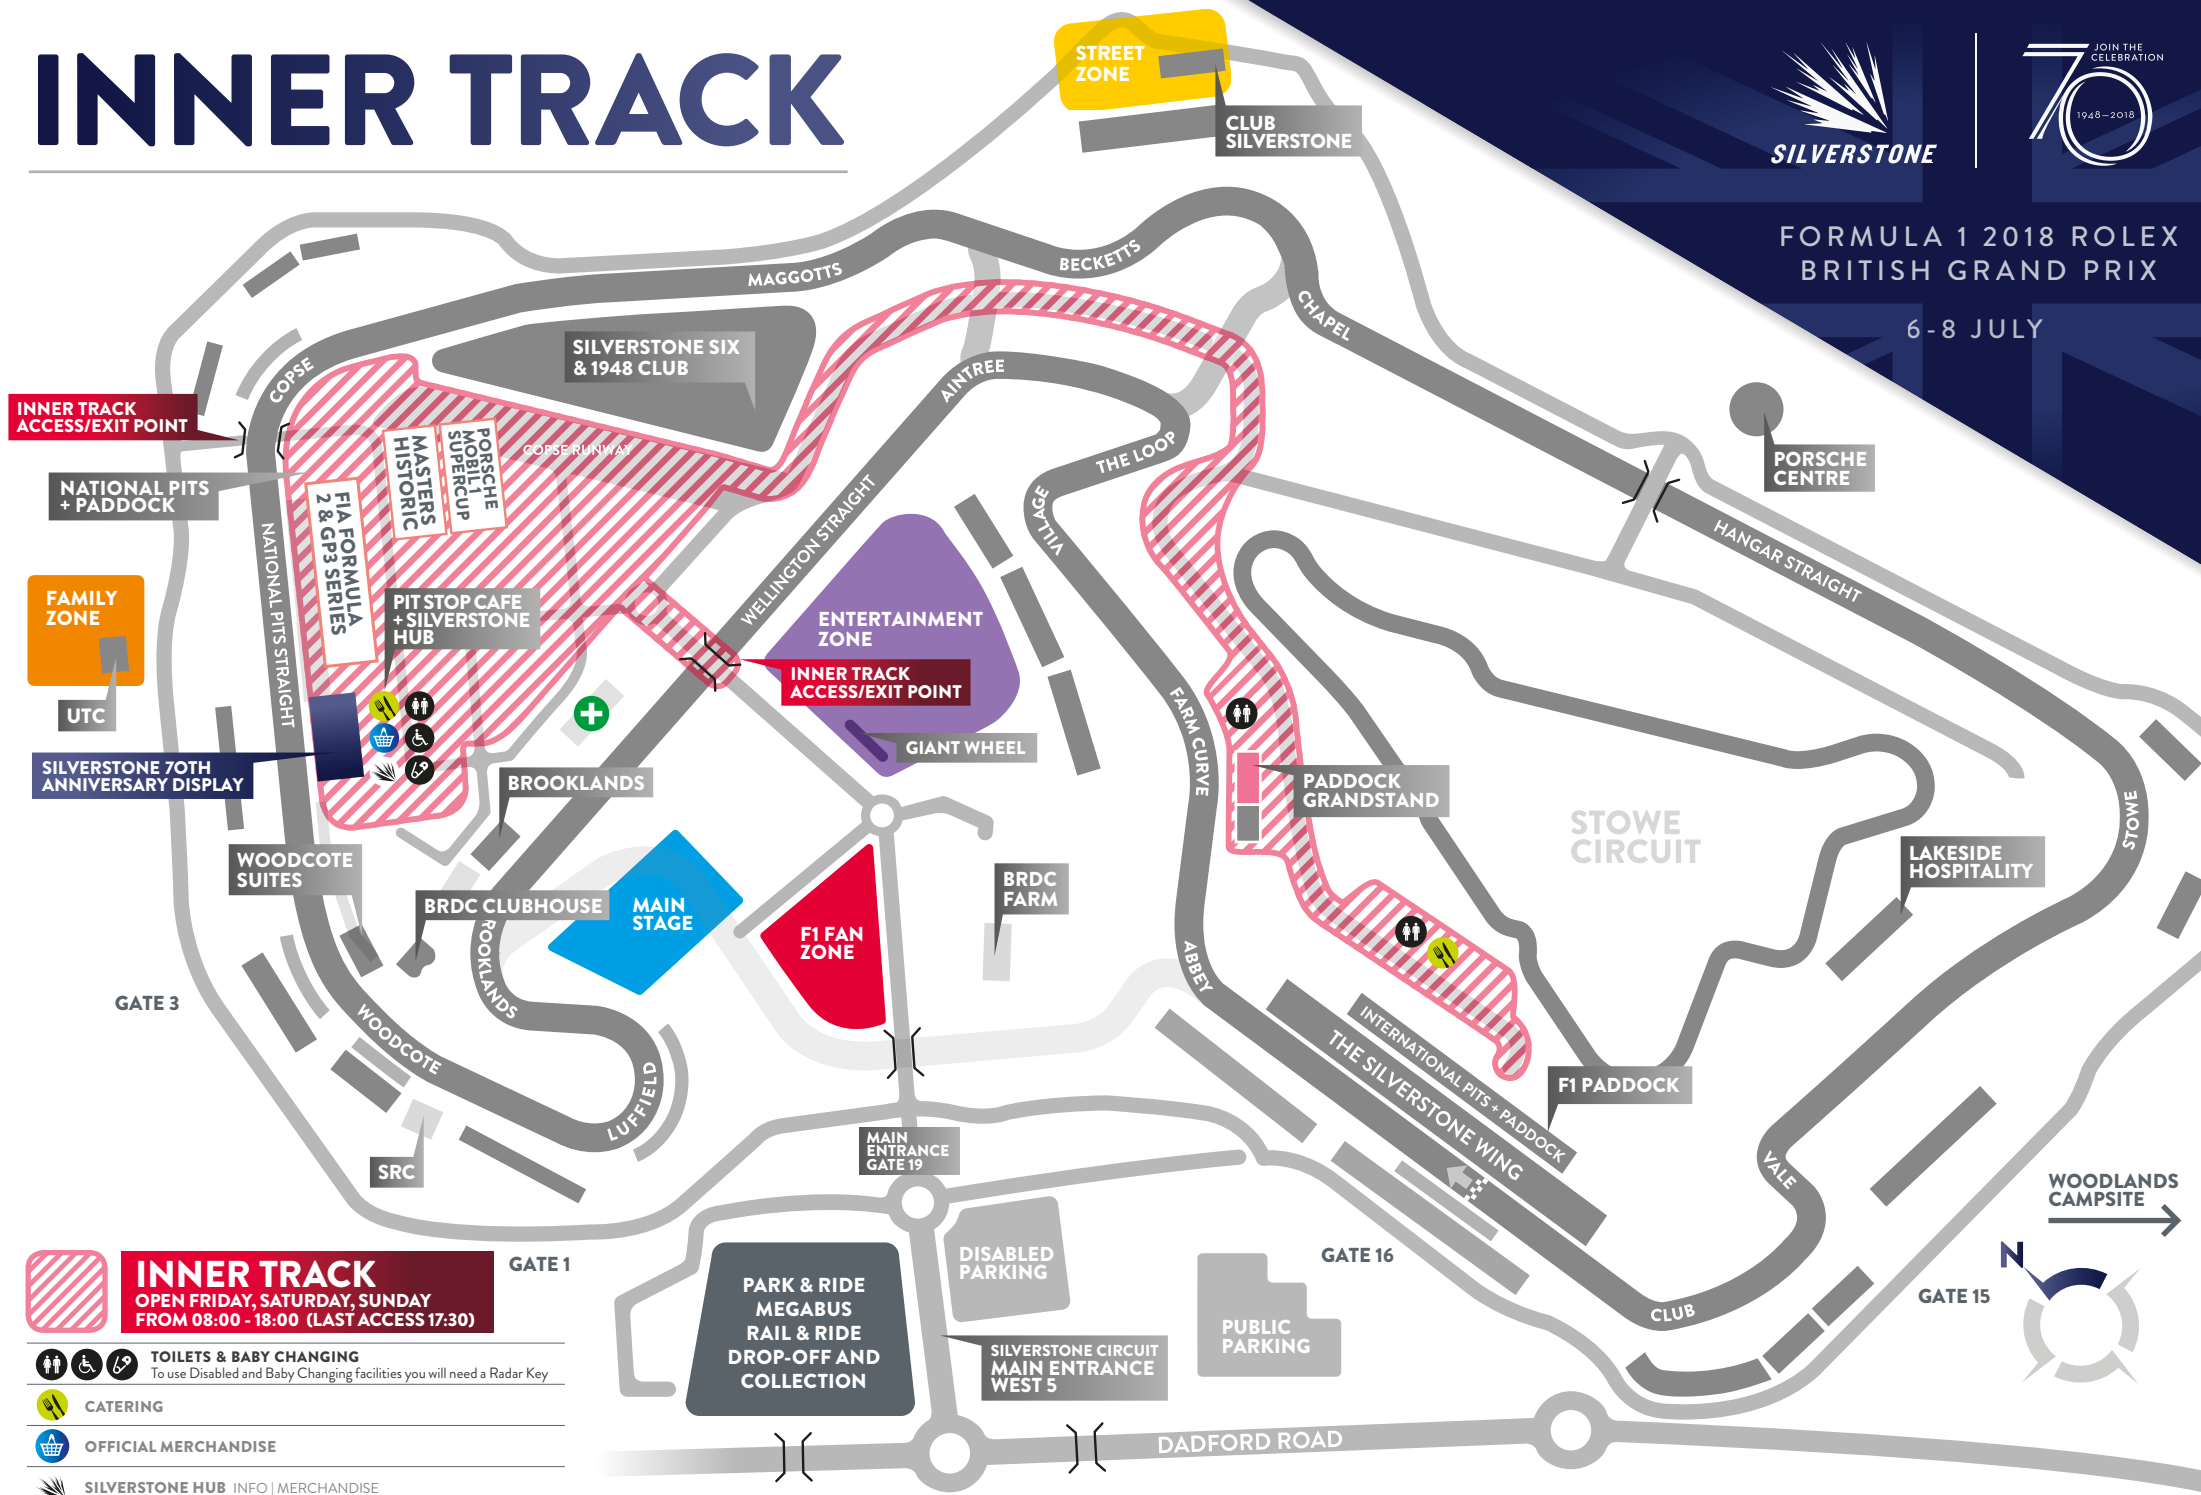 INNER TRACK
STREET
ZONE
CLUB
SILVERSTONE
SILVERSTONE
70
JOIN THE
CELEBRATION
1948–2018
FORMULA 1 2018 ROLEX
BRITISH GRAND PRIX
6-8 JULY
MAGGOTTS
BECKETTS
CHAPEL
COPSE
SILVERSTONE SIX
& 1948 CLUB
AINTREE
INNER TRACK
ACCESS/EXIT POINT
NATIONAL PITS
+ PADDOCK
MASTERS
HISTORIC
PORSCHE
MOBIL 1
SUPERCUP
COPSE RUNWAY
FIA FORMULA
2 & GP3 SERIES
NATIONAL PITS STRAIGHT
WELLINGTON STRAIGHT
THE LOOP
VILLAGE
PORSCHE
CENTRE
HANGAR STRAIGHT
FAMILY
ZONE
UTC
PIT STOP CAFE
+ SILVERSTONE
HUB
ENTERTAINMENT
ZONE
INNER TRACK
ACCESS/EXIT POINT
GIANT WHEEL
FARM CURVE
SILVERSTONE 70TH
ANNIVERSARY DISPLAY
BROOKLANDS
PADDOCK
GRANDSTAND
STOWE
CIRCUIT
STOWE
WOODCOTE
SUITES
BRDC CLUBHOUSE
MAIN
STAGE
F1 FAN
ZONE
BRDC
FARM
LAKESIDE
HOSPITALITY
ROOKLANDS
ABBEY
GATE 3
WOODCOTE
LUFFIELD
INTERNATIONAL PITS + PADDOCK
THE SILVERSTONE WING
F1 PADDOCK
SRC
MAIN
ENTRANCE
GATE 19
VALE
WOODLANDS
CAMPSITE
N
DISABLED
PARKING
GATE 16
GATE 15
GATE 1
CLUB
PUBLIC
PARKING
PARK & RIDE
MEGABUS
RAIL & RIDE
DROP-OFF AND
COLLECTION
SILVERSTONE CIRCUIT
MAIN ENTRANCE
WEST 5
DADFORD ROAD
INNER TRACK
OPEN FRIDAY, SATURDAY, SUNDAY
FROM 08:00 - 18:00 (LAST ACCESS 17:30)
TOILETS & BABY CHANGING
To use Disabled and Baby Changing facilities you will need a Radar Key
CATERING
OFFICIAL MERCHANDISE
SILVERSTONE HUB INFO | MERCHANDISE